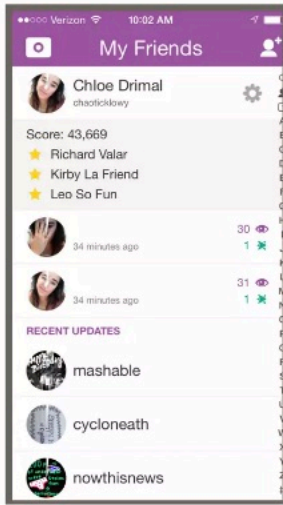 Verizon 10:02 AM
My Friends
Chloe Drimal
chaoticklowy
Score: 43,669
Richard Valar
Kirby La Friend
Leo So Fun
30
34 minutes ago
1
31
34 minutes ago
1
RECENT UPDATES
mashable
cycloneath
nowthisnews